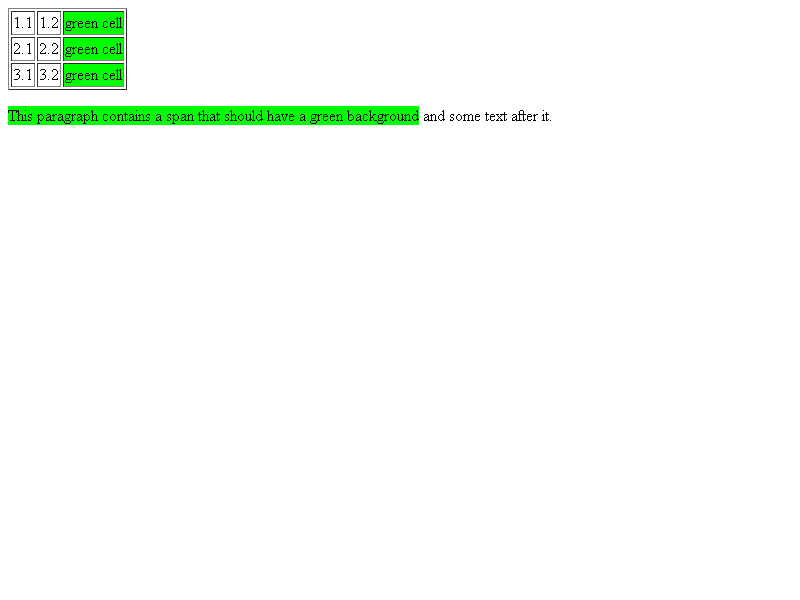 1.1 1.2 green cell
2.1 2.2 green cell
3.1 3.2 green cell
This paragraph contains a span that should have a green background and some text after it.